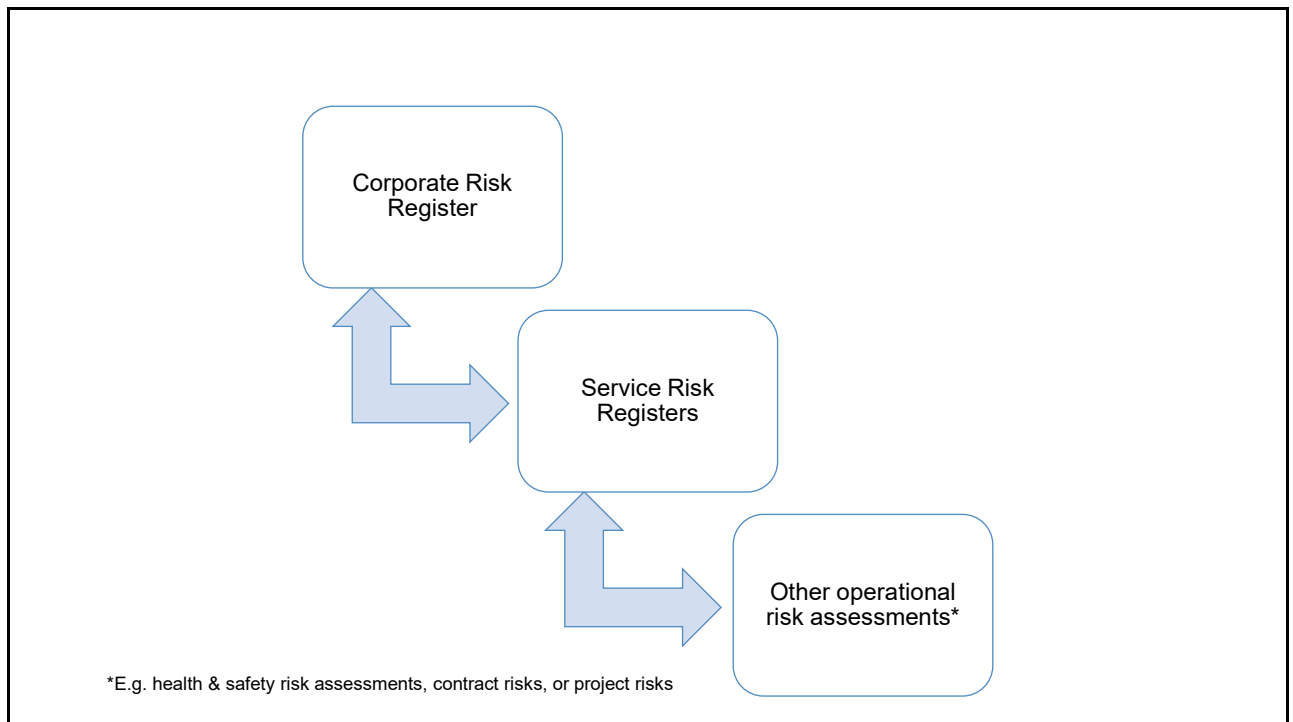 Corporate Risk
Register
Service Risk
Registers
Other operational
risk assessments*
*E.g. health & safety risk assessments, contract risks, or project risks